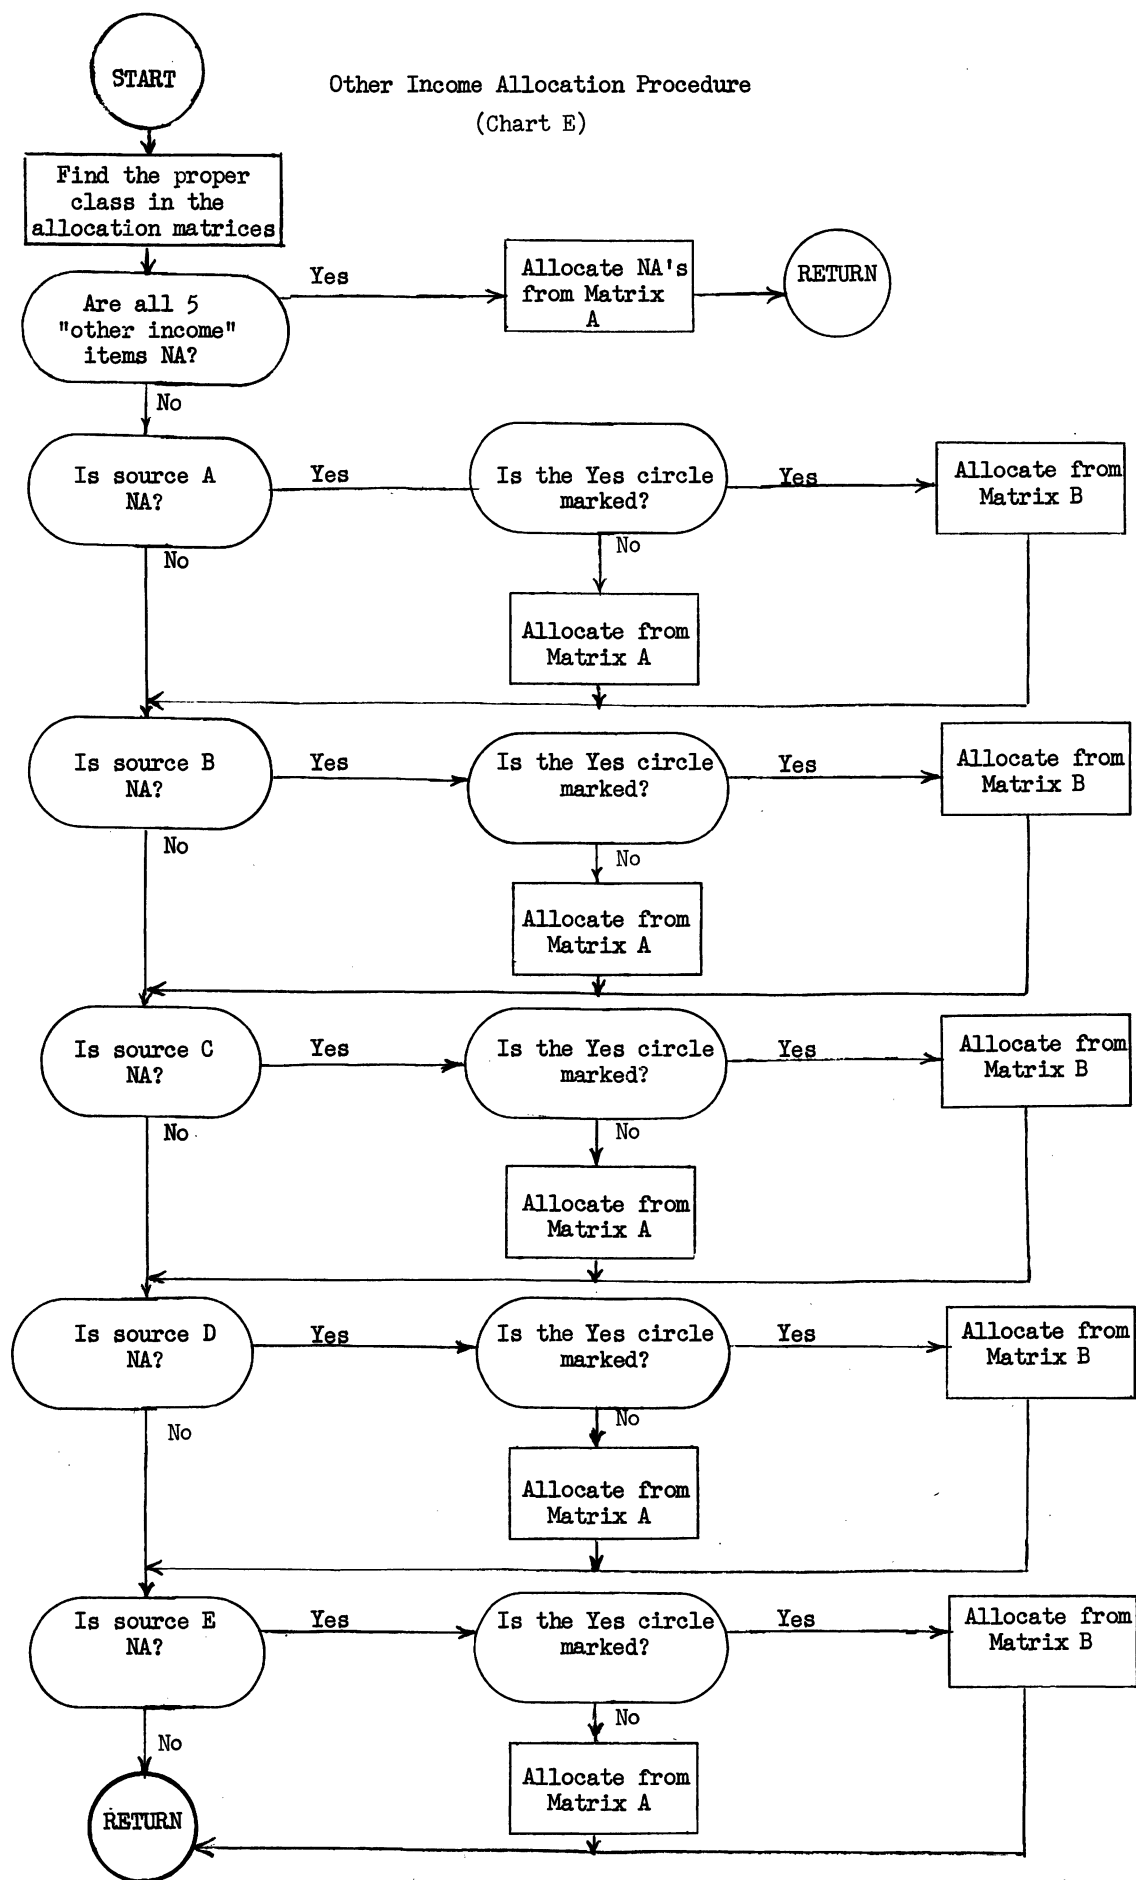 START
Other Income Allocation Procedure
(Chart E)
Find the proper
class in the
allocation matrices
Are all 5
"other income"
items NA?
Yes
Allocate NA's
from Matrix
A
RETURN
No
Is source A
NA?
Yes
Is the Yes circle
marked?
Yes
Allocate from
Matrix B
No
No
Allocate from
Matrix A
Is source B
NA?
Yes
Is the Yes circle
marked?
Yes
Allocate from
Matrix B
No
No
Allocate from
Matrix A
Is source C
NA?
Yes
Is the Yes circle
marked?
Yes
Allocate from
Matrix B
No
No
Allocate from
Matrix A
Is source D
NA?
Yes
Is the Yes circle
marked?
Yes
Allocate from
Matrix B
No
No
Allocate from
Matrix A
Is source E
NA?
Yes
Is the Yes circle
marked?
Yes
Allocate from
Matrix B
No
No
Allocate from
Matrix A
RETURN